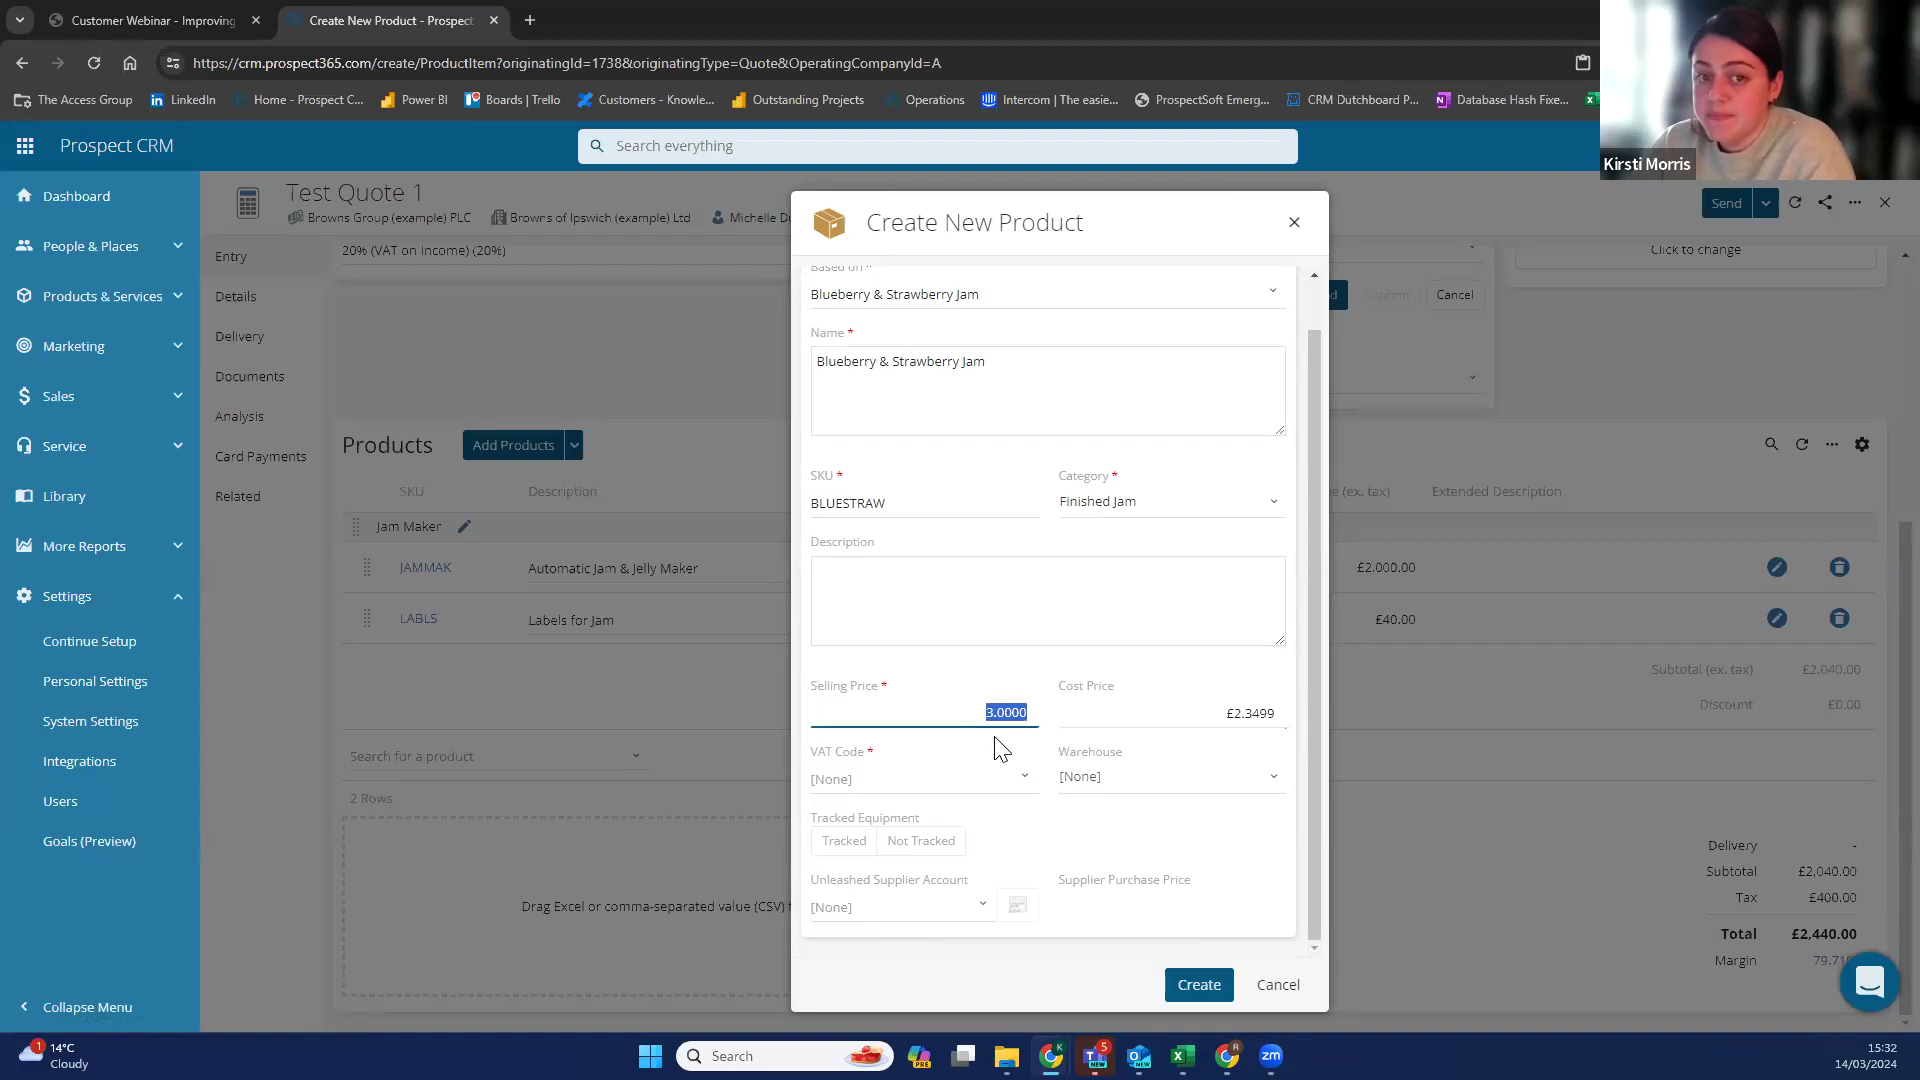 Customer Webinar - Improving
Create New Product - Prospect
https://crm.prospect365.com/create/ProductItem?originatingId=1738&originatingType=Quote&OperatingCompanyId=A
The Access Group
LinkedIn
Home - Prospect C...
Power BI
Boards | Trello
Customers - Knowle...
Outstanding Projects
Operations
Intercom | The easie...
ProspectSoft Emerg...
CRM Dutchboard P...
Database Hash Fixe...
Kirsti Morris
Prospect CRM
Search everything
Dashboard
People & Places
Products & Services
Marketing
Sales
Service
Library
More Reports
Settings
Continue Setup
Personal Settings
System Settings
Integrations
Users
Goals (Preview)
Collapse Menu
Test Quote 1
Browns Group (example) PLC
Browns of Ipswich (example) Ltd
Michelle
Send
Entry
Details
Delivery
Documents
Analysis
Card Payments
Related
20% (VAT on Income) (20%)
Click to change
Confirm
Cancel
Products
Add Products
SKU
Description
(ex. tax)
Extended Description
Jam Maker
JAMMAK
Automatic Jam & Jelly Maker
£2,000.00
LABLS
Labels for Jam
£40.00
Subtotal (ex. tax)
£2,040.00
Discount
£0.00
Search for a product
2 Rows
Drag Excel or comma-separated value (CSV)
Delivery
-
Subtotal
£2,040.00
Tax
£400.00
Total
£2,440.00
Margin
Create New Product
Based on *
Blueberry & Strawberry Jam
Name *
Blueberry & Strawberry Jam
SKU *
BLUESTRAW
Category *
Finished Jam
Description
Selling Price *
3.0000
Cost Price
£2.3499
VAT Code *
[None]
Warehouse
[None]
Tracked Equipment
Tracked
Not Tracked
Unleashed Supplier Account
[None]
Supplier Purchase Price
Create
Cancel
1
14°C
Cloudy
Search
PRE
K
5
NEW
NEW
R
zm
15:32
14/03/2024